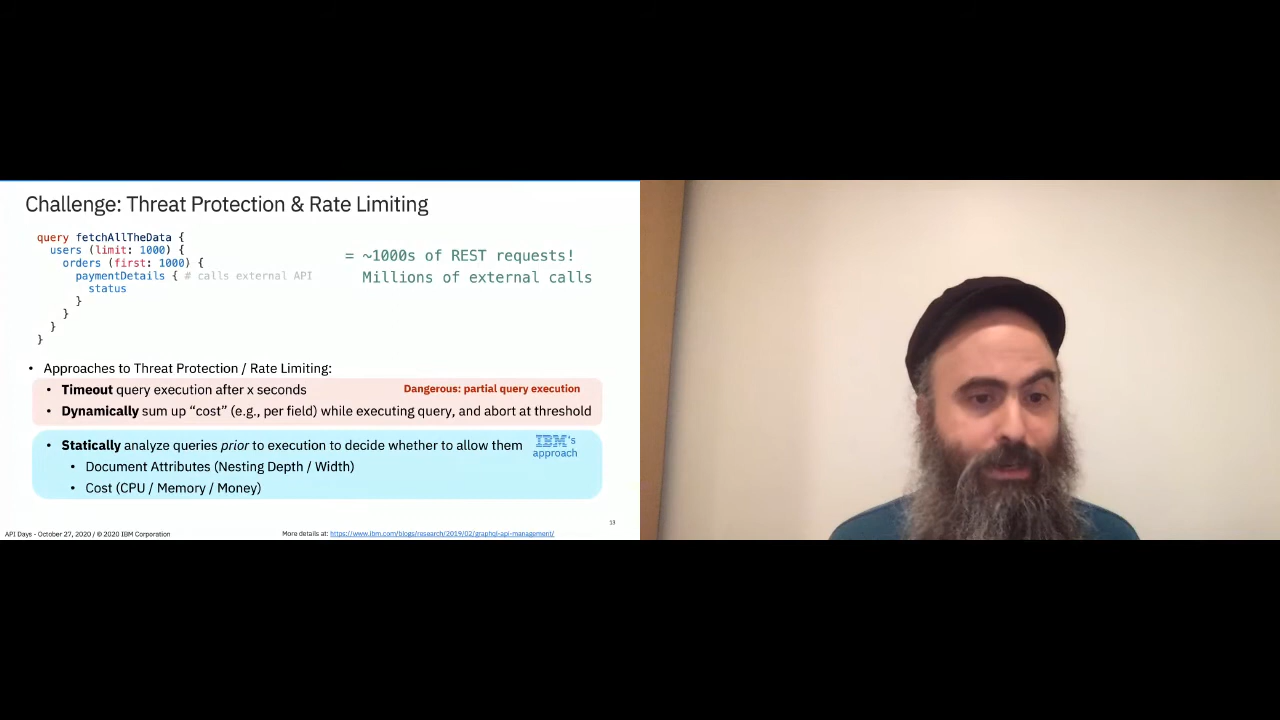 Challenge: Threat Protection & Rate Limiting
query fetchAllTheData {
users (limit: 1000) {
orders (first: 1000) {
paymentDetails { # calls external API
status
}
}
}
}
= ~1000s of REST requests!
Millions of external calls
• Approaches to Threat Protection / Rate Limiting:
• Timeout query execution after x seconds
Dangerous: partial query execution
• Dynamically sum up “cost” (e.g., per field) while executing query, and abort at threshold
• Statically analyze queries prior to execution to decide whether to allow them
IBM's
approach
• Document Attributes (Nesting Depth / Width)
• Cost (CPU / Memory / Money)
13
API Days - October 27, 2020 / © 2020 IBM Corporation
More details at: https://www.ibm.com/blogs/research/2019/02/graphql-api-management/